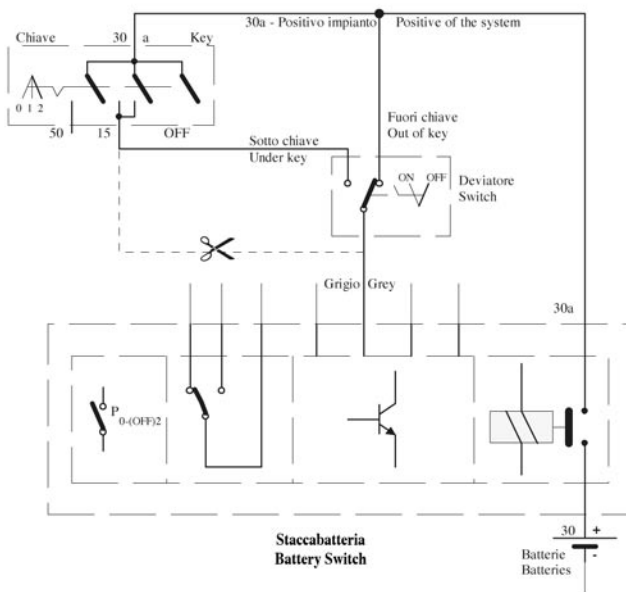 30a - Positivo impianto Positive of the system
Chiave 30 a Key
0 1 2
50 15 OFF
Fuori chiave
Out of key
Sotto chiave
Under key
ON OFF
Deviatore
Switch
Grigio Grey
30a
P0-(OFF)2
30 +
-
Staccabatteria
Battery Switch
Batterie
Batteries